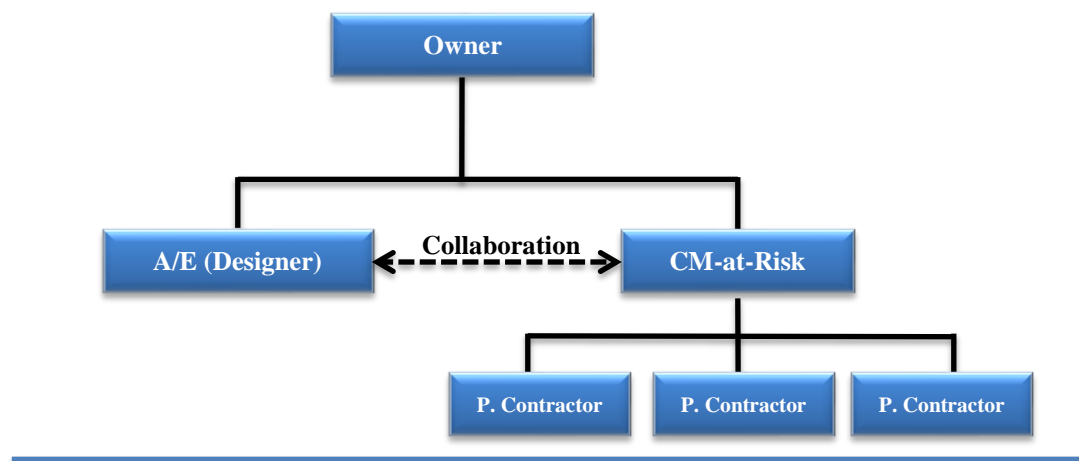 Owner
A/E (Designer)
Collaboration
CM-at-Risk
P. Contractor
P. Contractor
P. Contractor